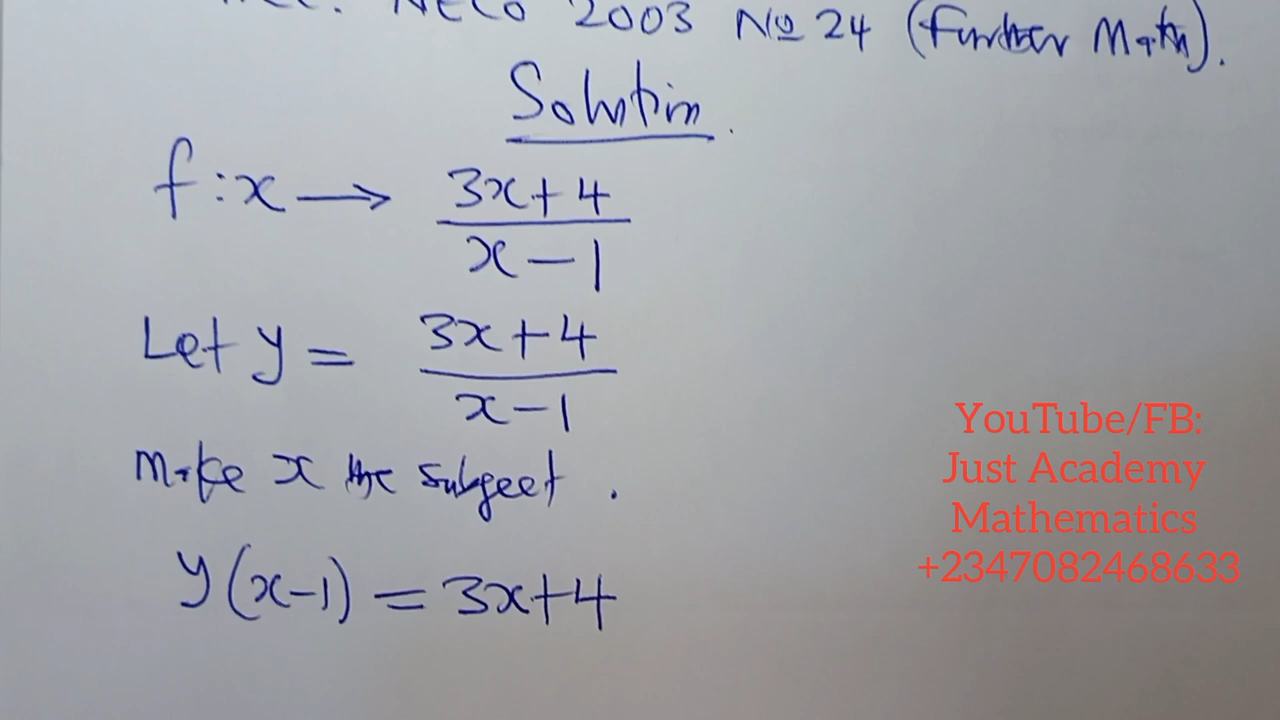 NECO 2003 No 24 (Further Math).
Solution.
f : x → 3x+4
x-1
Let y = 3x+4
x-1
Make x the subject.
y(x-1) = 3x+4
YouTube/FB:
Just Academy
Mathematics
+2347082468633